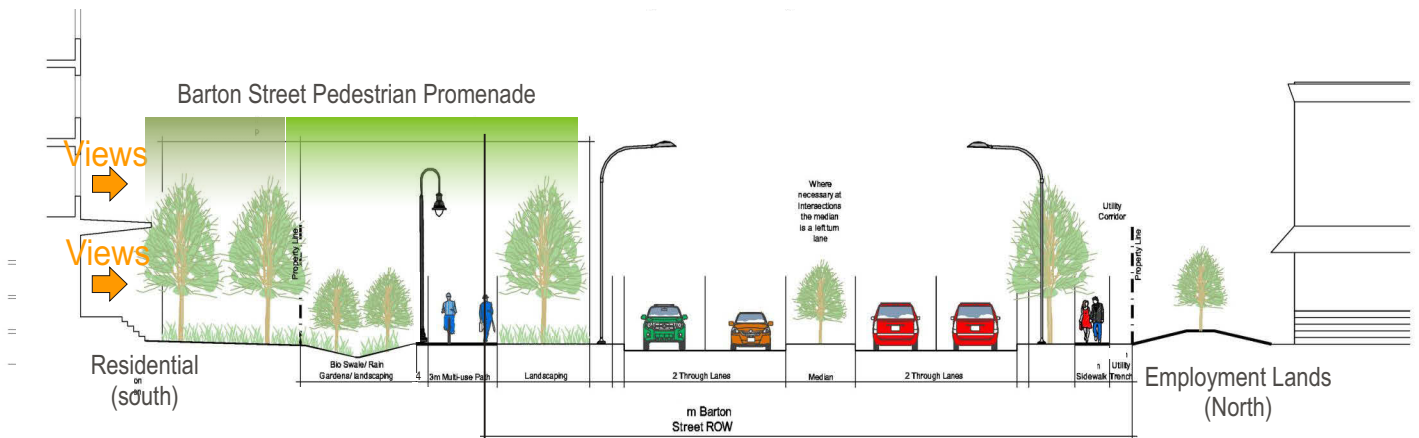 Barton Street Pedestrian Promenade
Views
Views
Property Line
Where
necessary at
Intersections
the median
is a left turn
lane
Utility
Corridor
Property Line
Residential
(south)
Bio Swale/ Rain
Gardens/ landscaping
4
3m Multi-use Path
Landscaping
2 Through Lanes
Median
2 Through Lanes
Sidewalk
Utility
Trench
Employment Lands
(North)
m Barton
Street ROW